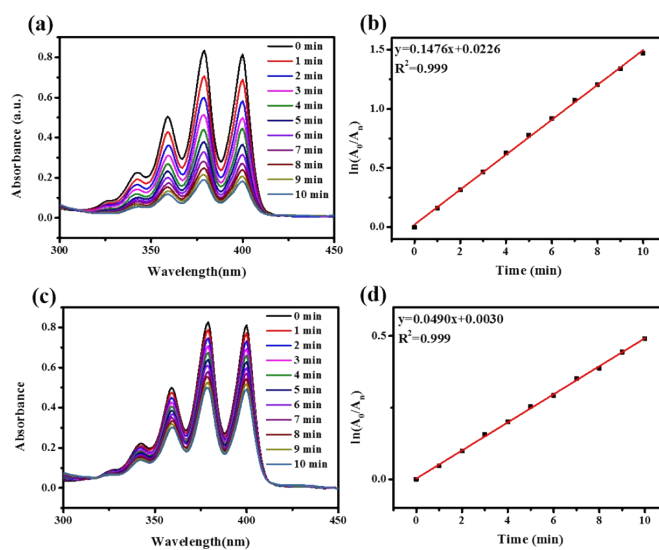 (a)
0 min
1 min
2 min
3 min
4 min
5 min
6 min
7 min
8 min
9 min
10 min
0.8
0.6
0.4
0.2
0.0
Absorbance (a.u.)
300
350
400
450
Wavelength(nm)
(b)
y=0.1476x+0.0226
R²=0.999
1.5
1.0
0.5
0.0
ln(A₀/Aₙ)
0
2
4
6
8
10
Time (min)
(c)
0 min
1 min
2 min
3 min
4 min
5 min
6 min
7 min
8 min
9 min
10 min
0.8
0.6
0.4
0.2
0.0
Absorbance
300
350
400
450
Wavelength(nm)
(d)
y=0.0490x+0.0030
R²=0.999
0.5
0.0
ln(A₀/Aₙ)
0
2
4
6
8
10
Time (min)